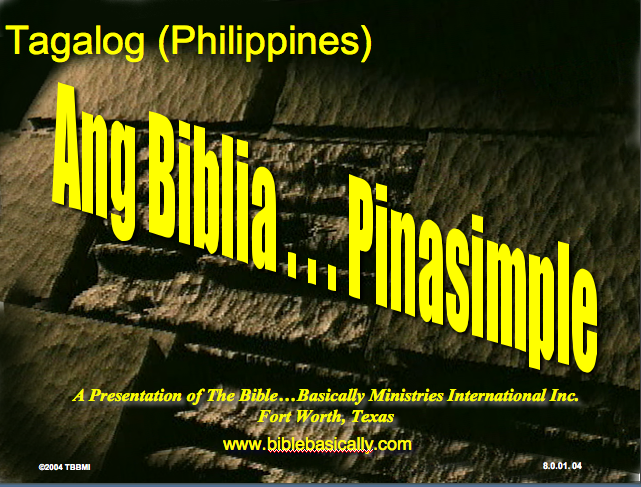 Tagalog (Philippines)
Ang Biblia . . . Pinasimple
A Presentation of The Bible…Basically Ministries International Inc.
Fort Worth, Texas
www.biblebasically.com
©2004 TBBMI
8.0.01. 04